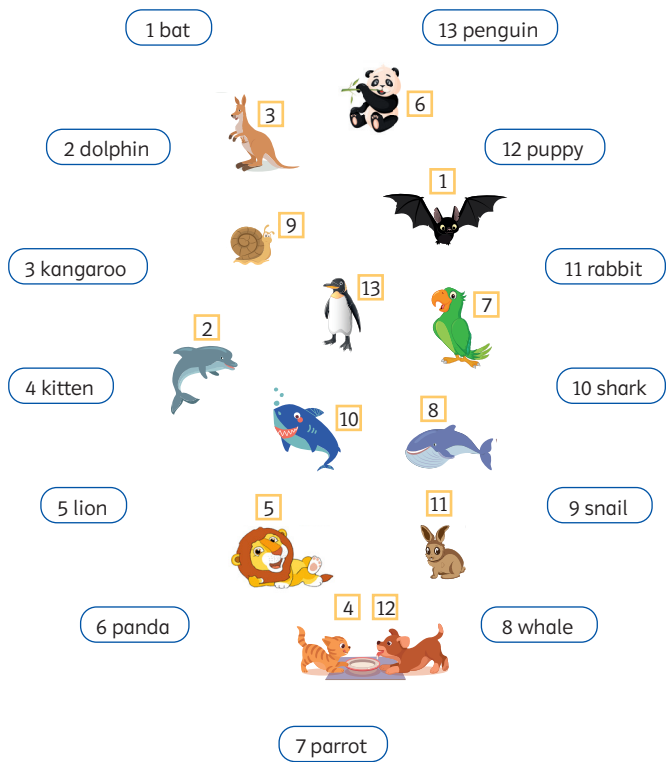 1 bat
13 penguin
6
3
2 dolphin
12 puppy
1
9
3 kangaroo
11 rabbit
13
7
2
4 kitten
10 shark
8
10
5 lion
5
11
9 snail
4
12
6 panda
8 whale
7 parrot